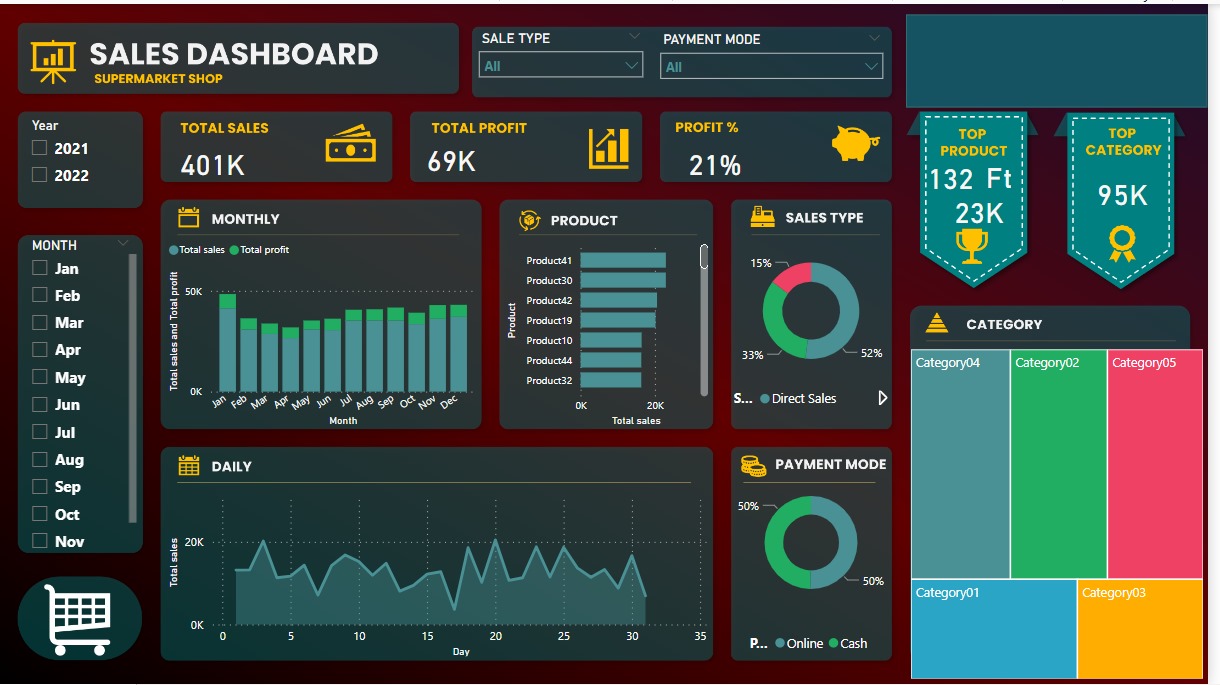 SALES DASHBOARD
SUPERMARKET SHOP
SALE TYPE
All
PAYMENT MODE
All
Year
2021
2022
TOTAL SALES
401K
TOTAL PROFIT
69K
PROFIT %
21%
TOP
PRODUCT
132 Ft
23K
TOP
CATEGORY
95K
MONTH
Jan
Feb
Mar
Apr
May
Jun
Jul
Aug
Sep
Oct
Nov
MONTHLY
Total sales Total profit
Total sales and Total profit
50K
0K
Jan Feb Mar Apr May Jun Jul Aug Sep Oct Nov Dec
Month
PRODUCT
Product
Product41
Product30
Product42
Product19
Product10
Product44
Product32
0K 20K
Total sales
SALES TYPE
15%
33%
52%
S... Direct Sales
CATEGORY
Category04
Category02
Category05
Category01
Category03
DAILY
Total sales
20K
0K
0 5 10 15 20 25 30 35
Day
PAYMENT MODE
50%
50%
P... Online Cash